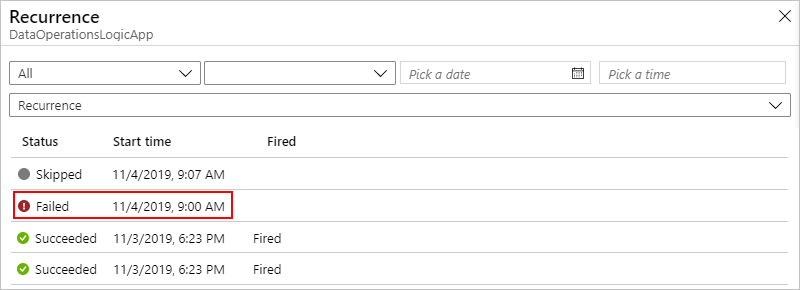 Recurrence
DataOperationsLogicApp
All
Pick a date
Pick a time
Recurrence
Status Start time Fired
Skipped 11/4/2019, 9:07 AM
Failed 11/4/2019, 9:00 AM
Succeeded 11/3/2019, 6:23 PM Fired
Succeeded 11/3/2019, 6:23 PM Fired